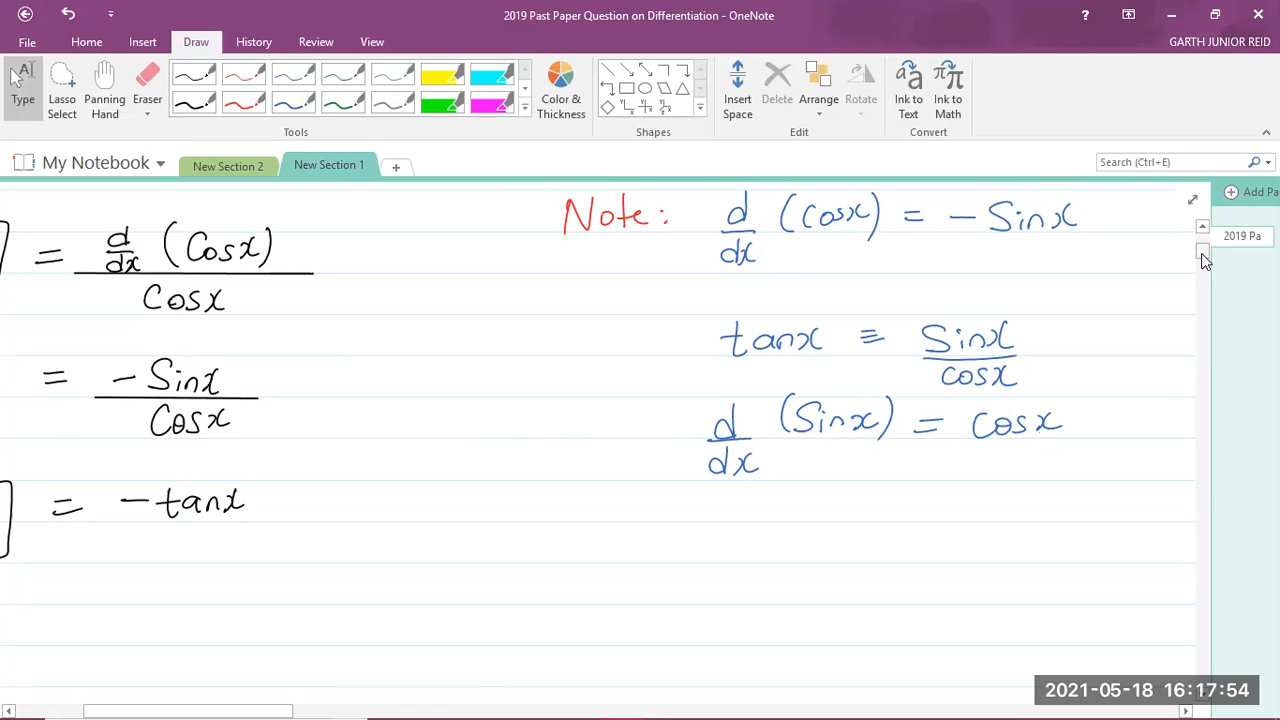 2019 Past Paper Question on Differentiation - OneNote
File Home Insert Draw History Review View
GARTH JUNIOR REID
Type
Lasso Select
Panning Hand
Eraser
Color & Thickness
Insert Space
Delete
Arrange
Rotate
Ink to Text
Ink to Math
Tools
Shapes
Edit
Convert
My Notebook
New Section 2
New Section 1
Search (Ctrl+E)
Add Pa
2019 Pa
= d/dx (Cosx)
Cosx
= -Sinx
Cosx
= -tanx
Note: d/dx (Cosx) = -Sinx
tanx ≡ Sinx
cosx
d/dx (Sinx) = cosx
2021-05-18 16:17:54